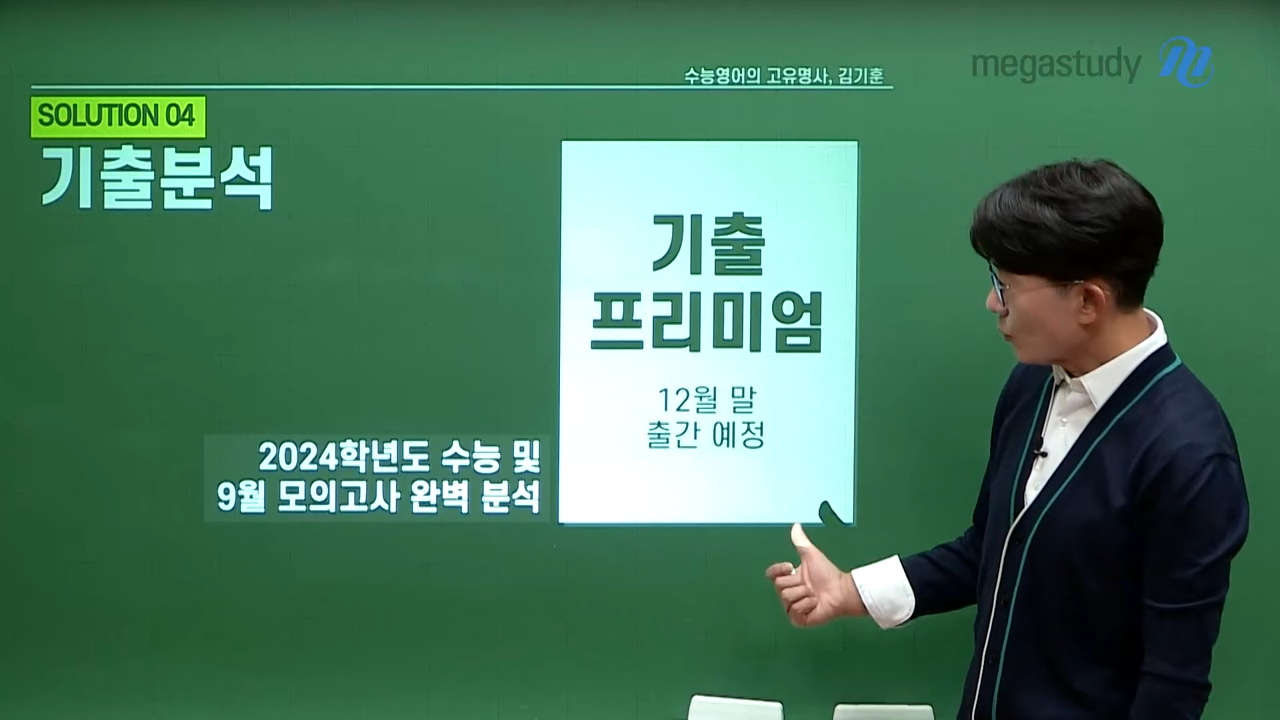 수능영어의 고유명사, 김기훈
megastudy
SOLUTION 04
기출분석
기출
프리미엄
12월 말
출간 예정
2024학년도 수능 및
9월 모의고사 완벽 분석